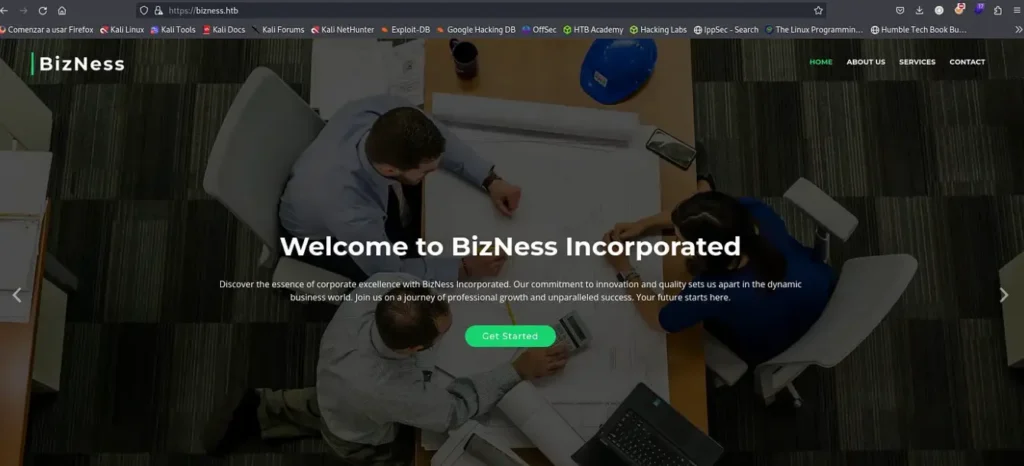 https://bizness.htb
Comenzar a usar Firefox Kali Linux Kali Tools Kali Docs Kali Forums Kali NetHunter Exploit-DB Google Hacking DB OffSec HTB Academy Hacking Labs IppSec - Search The Linux Programmin... Humble Tech Book Bu...
BizNess
HOME ABOUT US SERVICES CONTACT
Welcome to BizNess Incorporated
Discover the essence of corporate excellence with BizNess Incorporated. Our commitment to innovation and quality sets us apart in the dynamic
business world. Join us on a journey of professional growth and unparalleled success. Your future starts here.
Get Started